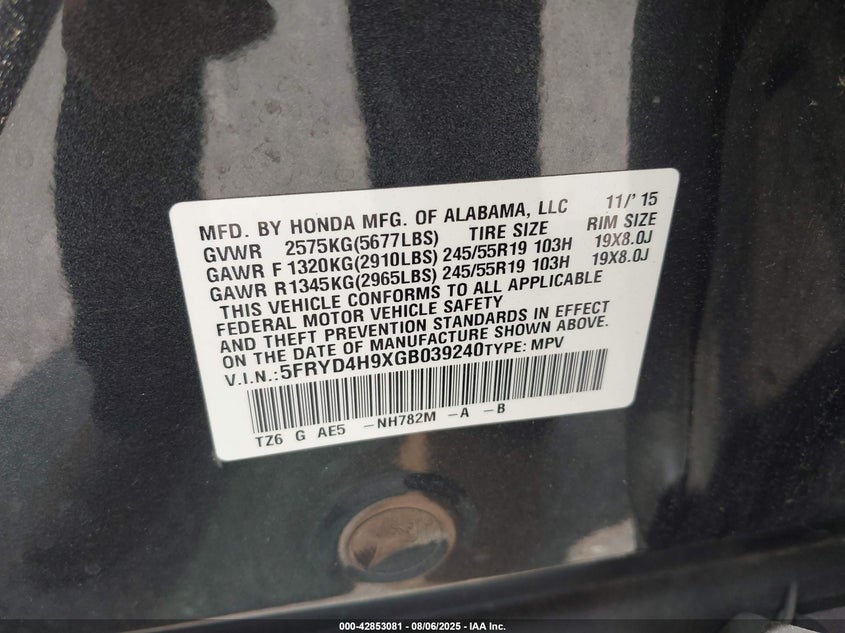 MFD. BY HONDA MFG. OF ALABAMA, LLC 11/'15
GVWR 2575KG(5677LBS) TIRE SIZE RIM SIZE
GAWR F 1320KG(2910LBS) 245/55R19 103H 19X8.0J
GAWR R1345KG(2965LBS) 245/55R19 103H 19X8.0J
THIS VEHICLE CONFORMS TO ALL APPLICABLE
FEDERAL MOTOR VEHICLE SAFETY
AND THEFT PREVENTION STANDARDS IN EFFECT
ON THE DATE OF MANUFACTURE SHOWN ABOVE.
V.I.N.:5FRYD4H9XGB039240TYPE: MPV
TZ6 G AE5 -NH782M -A -B
000-42853081 - 08/06/2025 - IAA Inc.